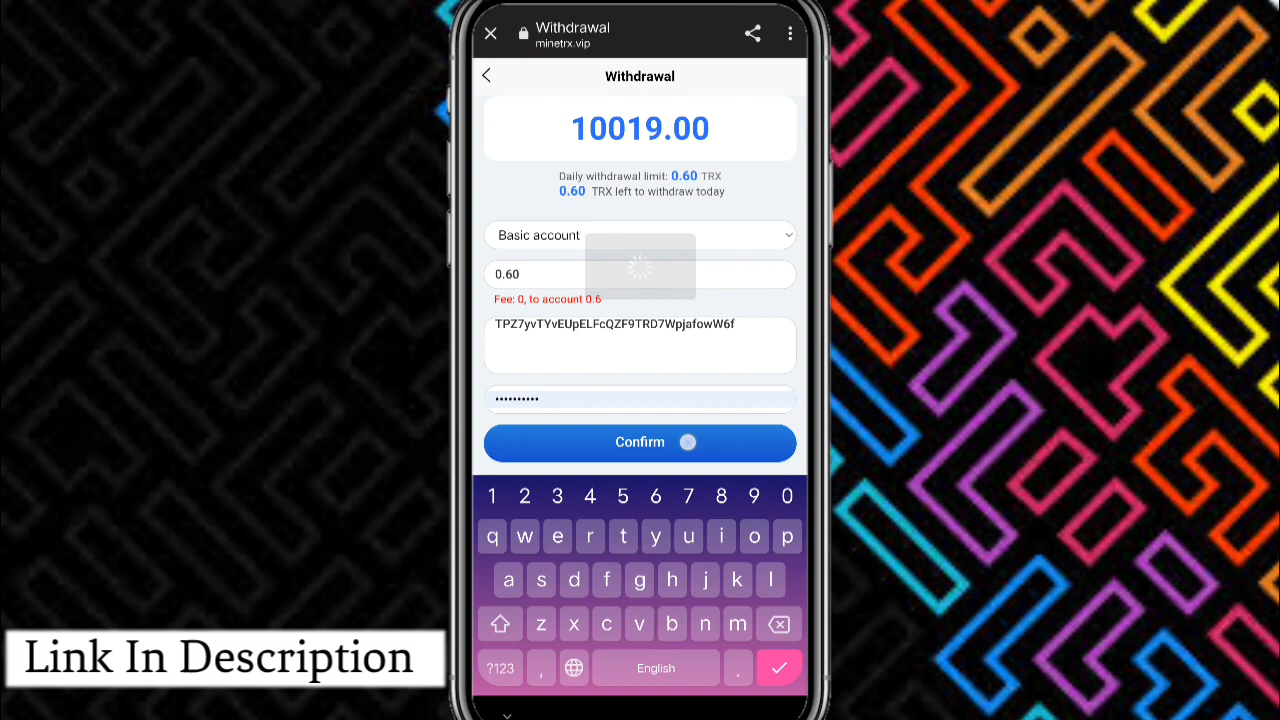 Withdrawal
minetrx.vip
Withdrawal
10019.00
Daily withdrawal limit: 0.60 TRX
0.60 TRX left to withdraw today
Basic account
0.60
Fee: 0, to account 0.6
TPZ7yvTYvEUpELFcQZF9TRD7WpjafowW6f
••••••••••
Confirm
1 2 3 4 5 6 7 8 9 0
q w e r t y u i o p
a s d f g h j k l
z x c v b n m
?123 , English .
Link In Description